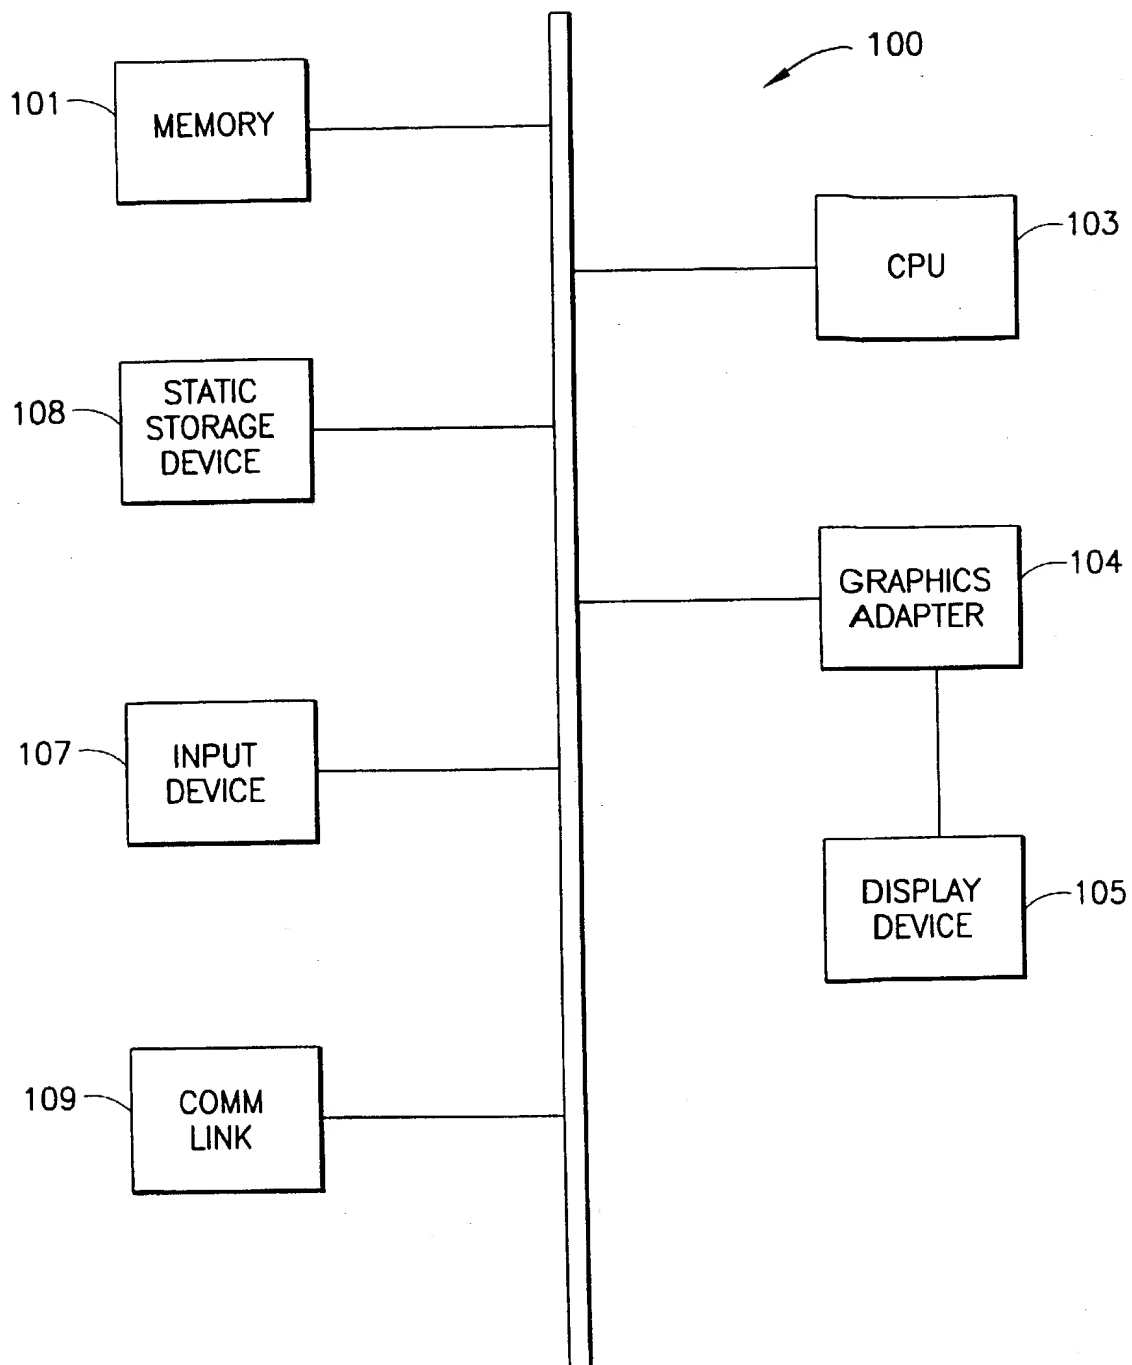 100
101
MEMORY
103
CPU
108
STATIC
STORAGE
DEVICE
104
GRAPHICS
ADAPTER
107
INPUT
DEVICE
105
DISPLAY
DEVICE
109
COMM
LINK